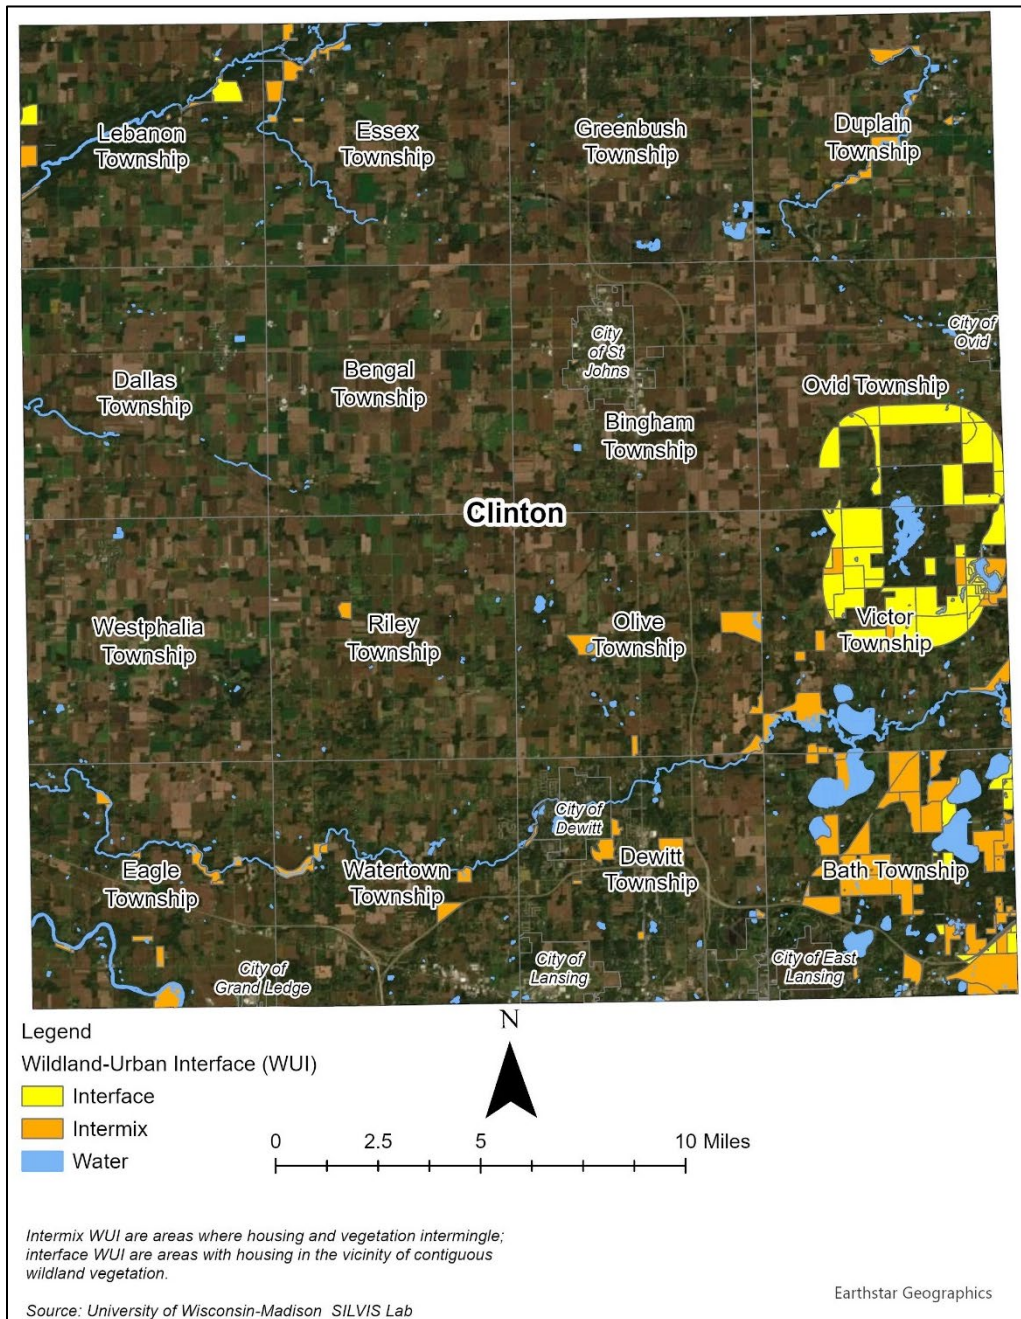 Lebanon
Township
Essex
Township
Greenbush
Township
Duplain
Township
City
of St
Johns
City of
Ovid
Dallas
Township
Bengal
Township
Ovid Township
Bingham
Township
Clinton
Westphalia
Township
Riley
Township
Olive
Township
Victor
Township
City of
Dewitt
Eagle
Township
Watertown
Township
Dewitt
Township
Bath Township
City of
Grand Ledge
City of
Lansing
City of East
Lansing
Legend
Wildland-Urban Interface (WUI)
Interface
Intermix
Water
N
0 2.5 5 10 Miles
Intermix WUI are areas where housing and vegetation intermingle;
interface WUI are areas with housing in the vicinity of contiguous
wildland vegetation.
Source: University of Wisconsin-Madison SILVIS Lab
Earthstar Geographics